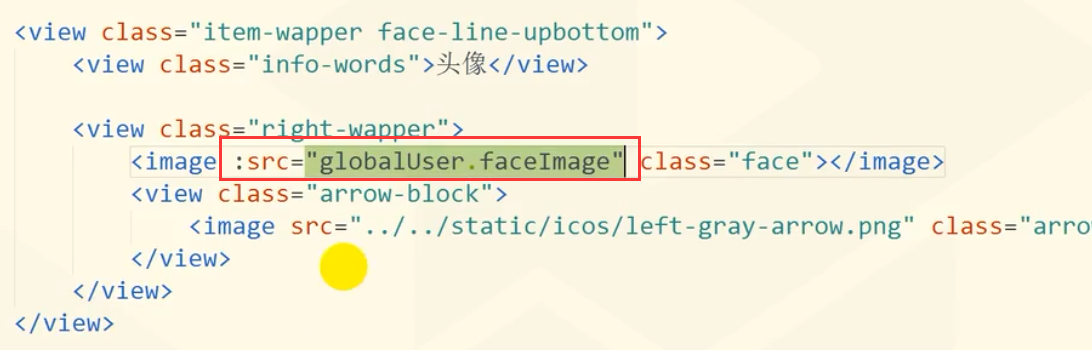 <view class="item-wapper face-line-upbottom">
<view class="info-words">头像</view>
<view class="right-wapper">
<image :src="globalUser.faceImage" class="face"></image>
<view class="arrow-block">
<image src="../../static/icos/left-gray-arrow.png" class="arro
</view>
</view>
</view>